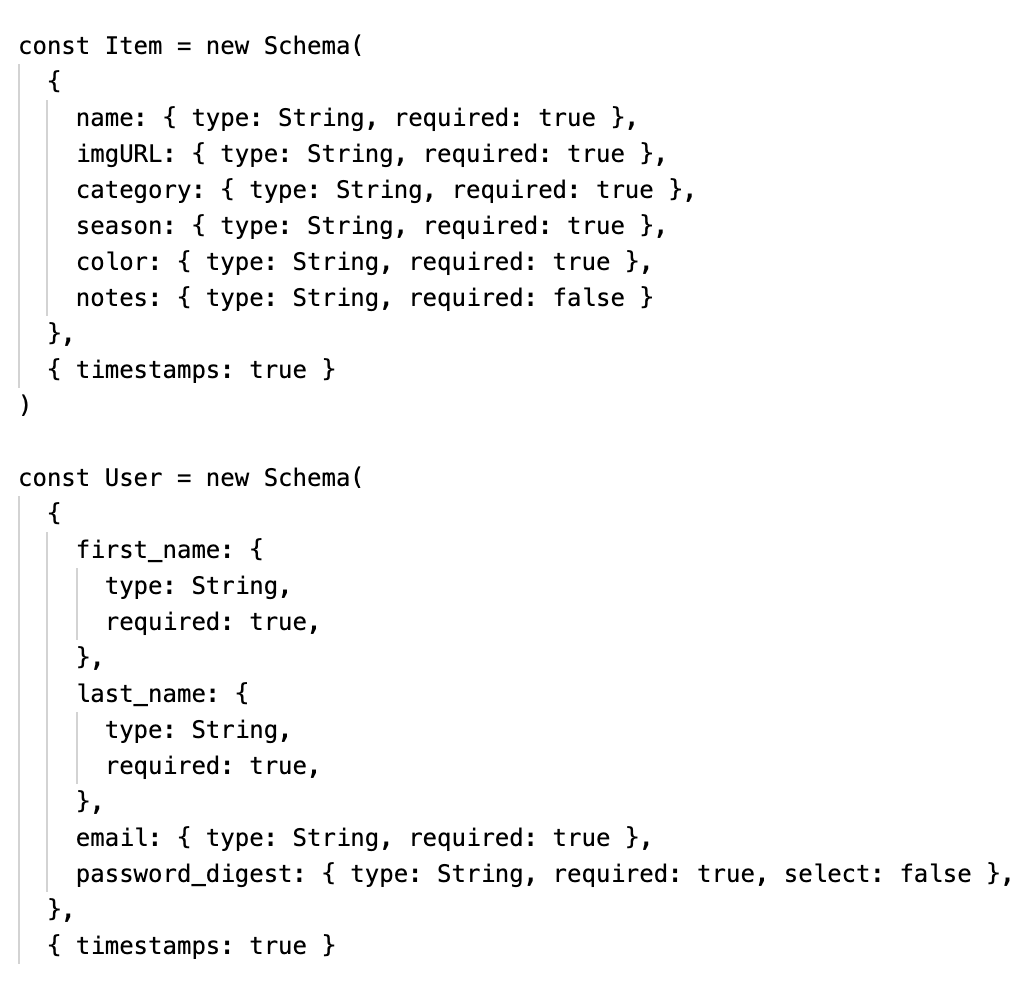 const Item = new Schema(
  {
    name: { type: String, required: true },
    imgURL: { type: String, required: true },
    category: { type: String, required: true },
    season: { type: String, required: true },
    color: { type: String, required: true },
    notes: { type: String, required: false }
  },
  { timestamps: true }
)

const User = new Schema(
  {
    first_name: {
      type: String,
      required: true,
    },
    last_name: {
      type: String,
      required: true,
    },
    email: { type: String, required: true },
    password_digest: { type: String, required: true, select: false },
  },
  { timestamps: true }